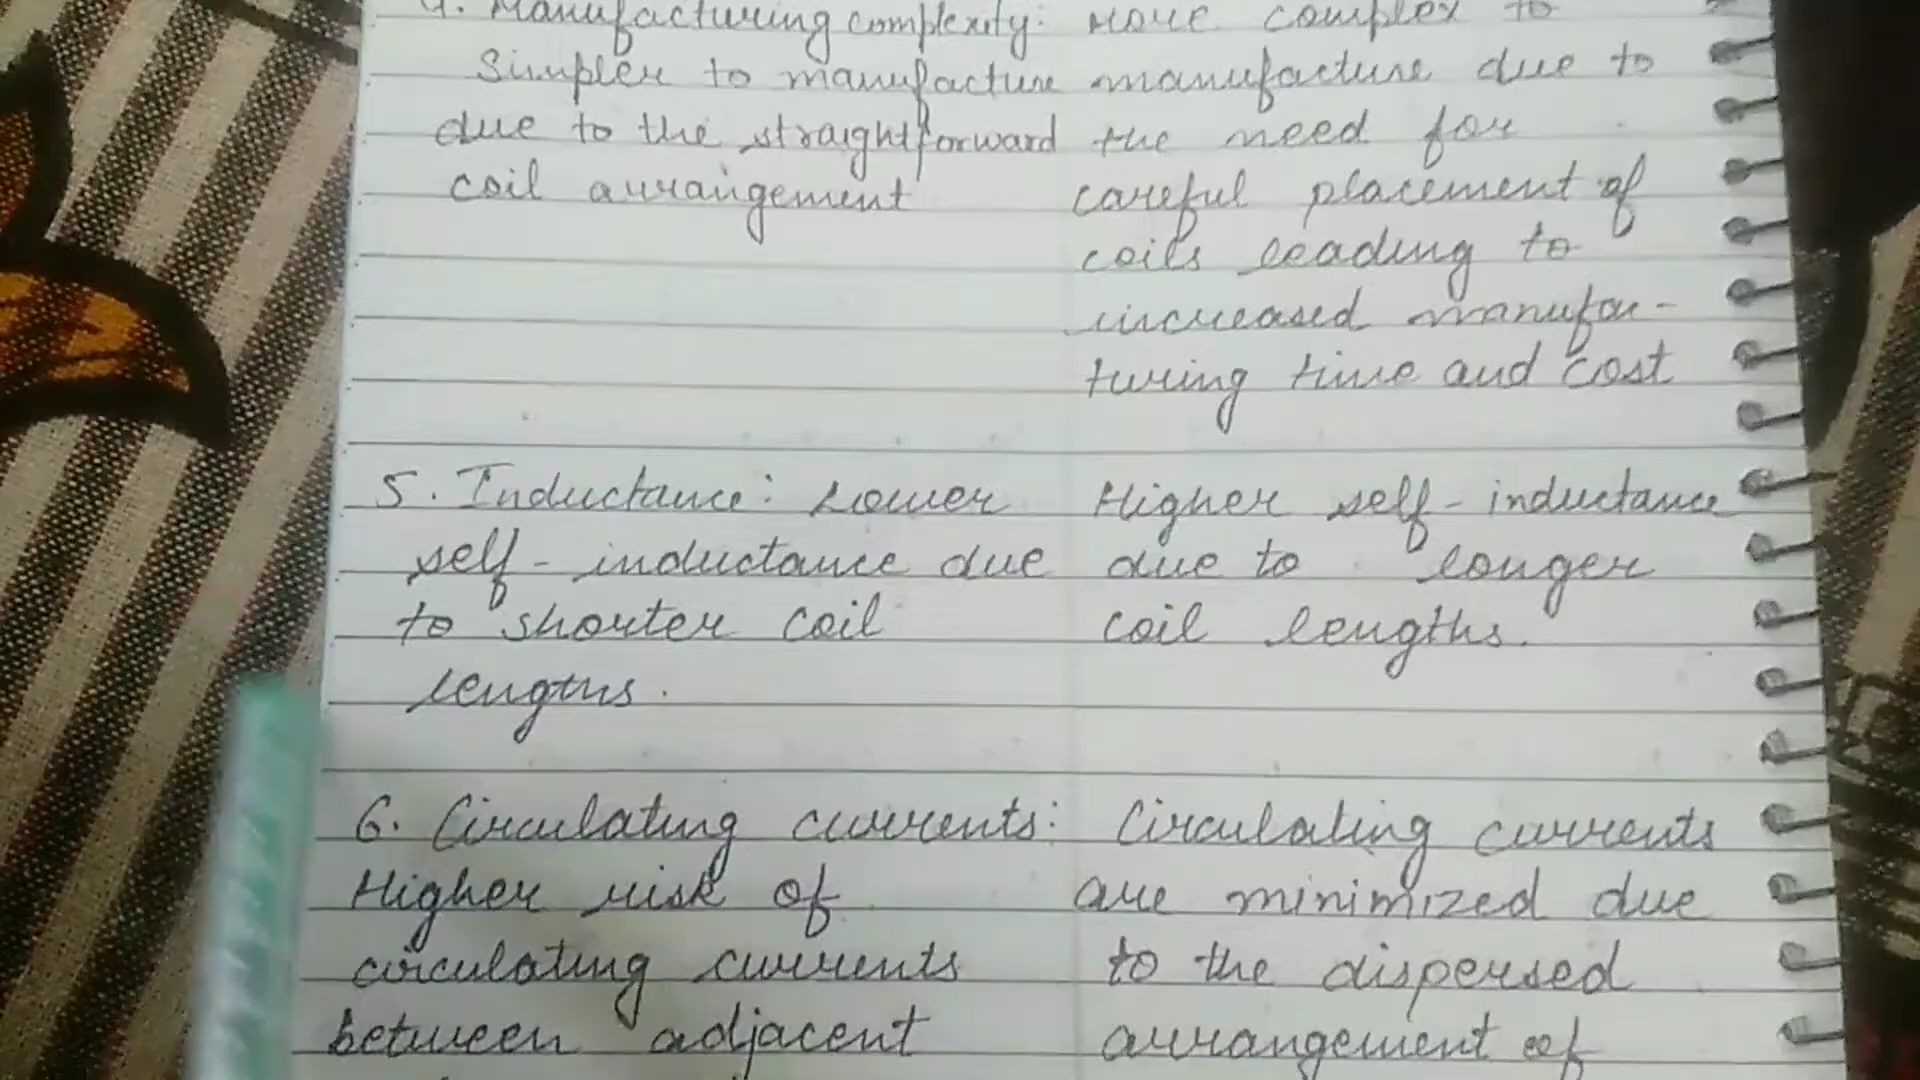 4. Manufacturing complexity:
Simpler to manufacture
due to the straightforward
coil arrangement
More complex to
manufacture due to
the need for
careful placement of
coils leading to
increased manufac-
turing time and cost
5. Inductance: Lower
self-inductance due
to shorter coil
lengths.
Higher self-inductance
due to longer
coil lengths.
6. Circulating currents:
Higher risk of
circulating currents
between adjacent
Circulating currents
are minimized due
to the dispersed
arrangement of